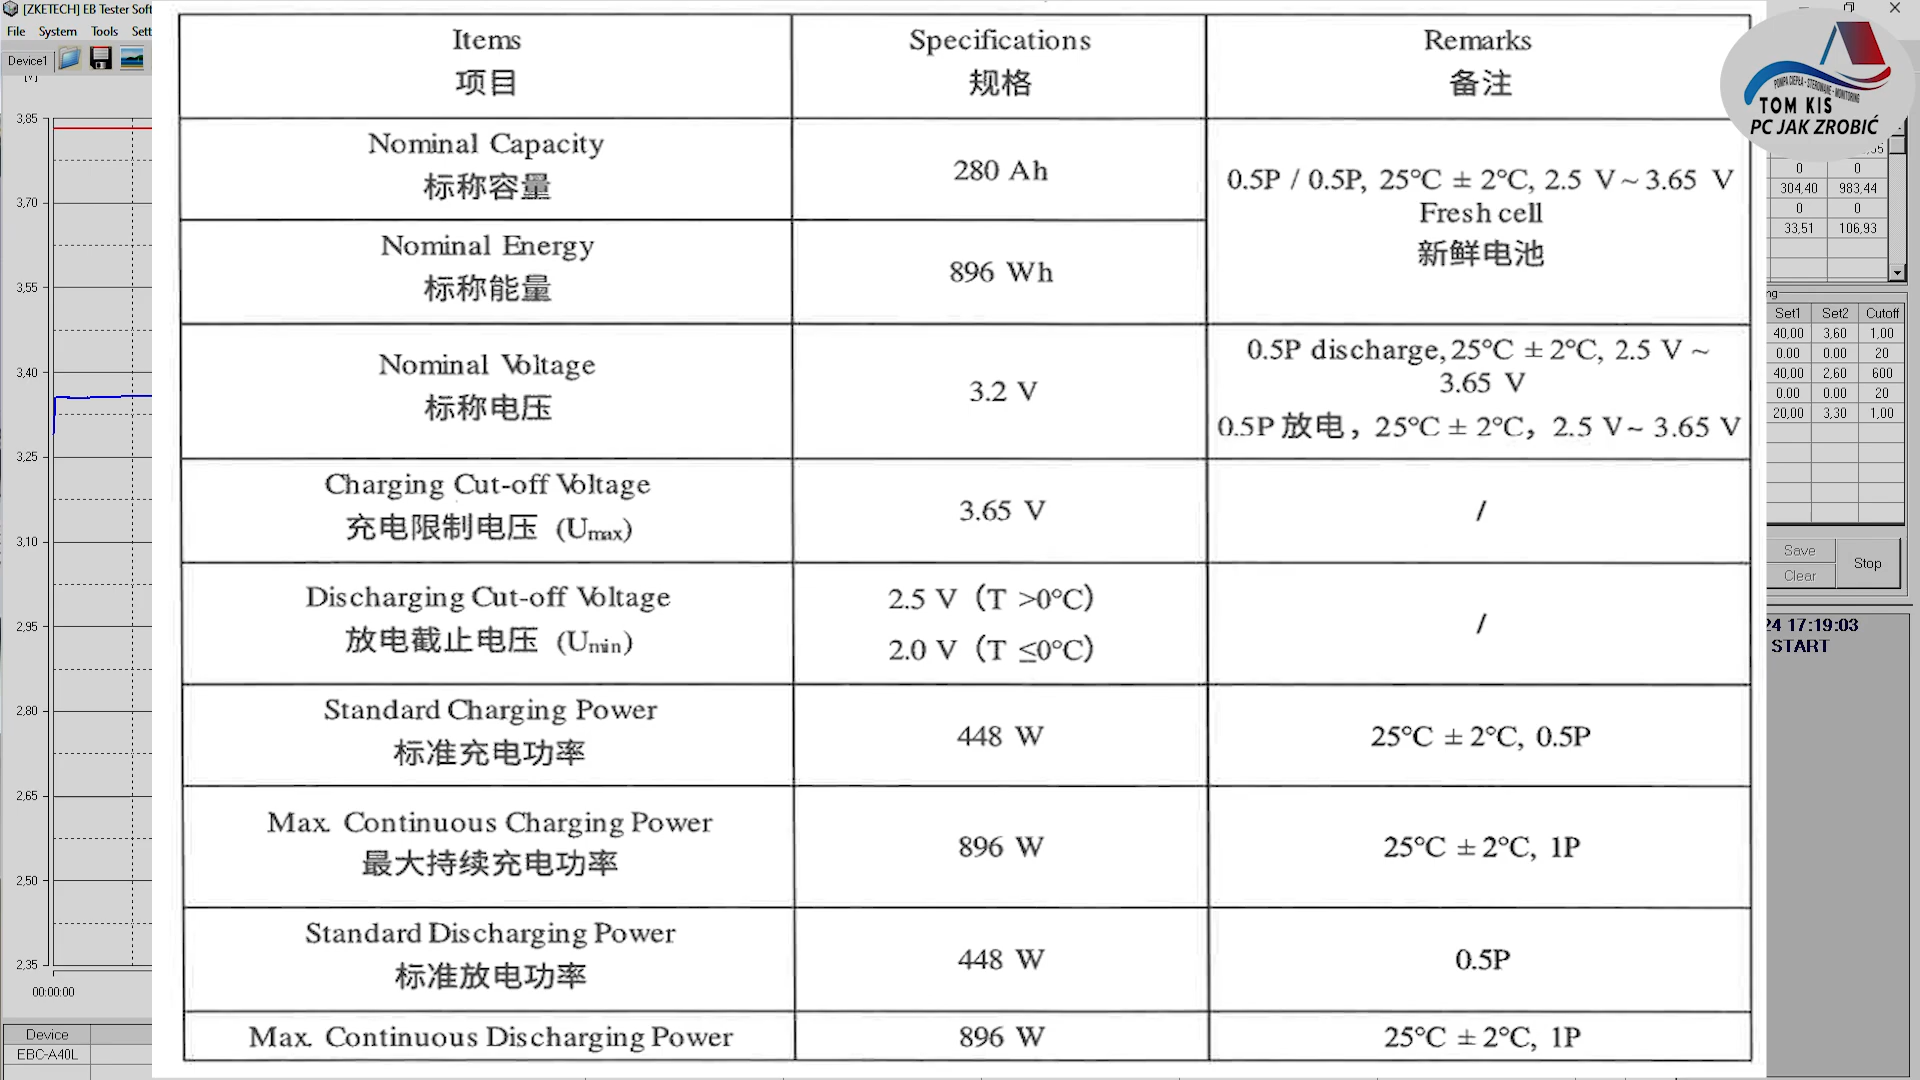 [ZKETECH] EB Tester Soft
File System Tools Sett
Device1
[V]
3,85
3,70
3,55
3,40
3,25
3,10
2,95
2,80
2,65
2,50
2,35
00:00:00
Device
EBC-A40L
Items
项目
Specifications
规格
Remarks
备注
Nominal Capacity
标称容量
280 Ah
0.5P / 0.5P, 25°C ± 2°C, 2.5 V ~ 3.65 V
Fresh cell
新鲜电池
Nominal Energy
标称能量
896 Wh
Nominal Voltage
标称电压
3.2 V
0.5P discharge, 25°C ± 2°C, 2.5 V ~
3.65 V
0.5P 放电，25°C ± 2°C，2.5 V~ 3.65 V
Charging Cut-off Voltage
充电限制电压 (Umax)
3.65 V
/
Discharging Cut-off Voltage
放电截止电压 (Umin)
2.5 V（T >0°C）
2.0 V（T ≤0°C）
/
Standard Charging Power
标准充电功率
448 W
25°C ± 2°C, 0.5P
Max. Continuous Charging Power
最大持续充电功率
896 W
25°C ± 2°C, 1P
Standard Discharging Power
标准放电功率
448 W
0.5P
Max. Continuous Discharging Power
896 W
25°C ± 2°C, 1P
POMPA CIEPŁA - STEROWANIE - MONITORING
TOM KIS
PC JAK ZROBIĆ
0 0
304,40 983,44
0 0
33,51 106,93
ng
Set1 Set2 Cutoff
40,00 3,60 1,00
0.00 0.00 20
40,00 2,60 600
0.00 0.00 20
20,00 3,30 1,00
Save
Clear
Stop
24 17:19:03
START